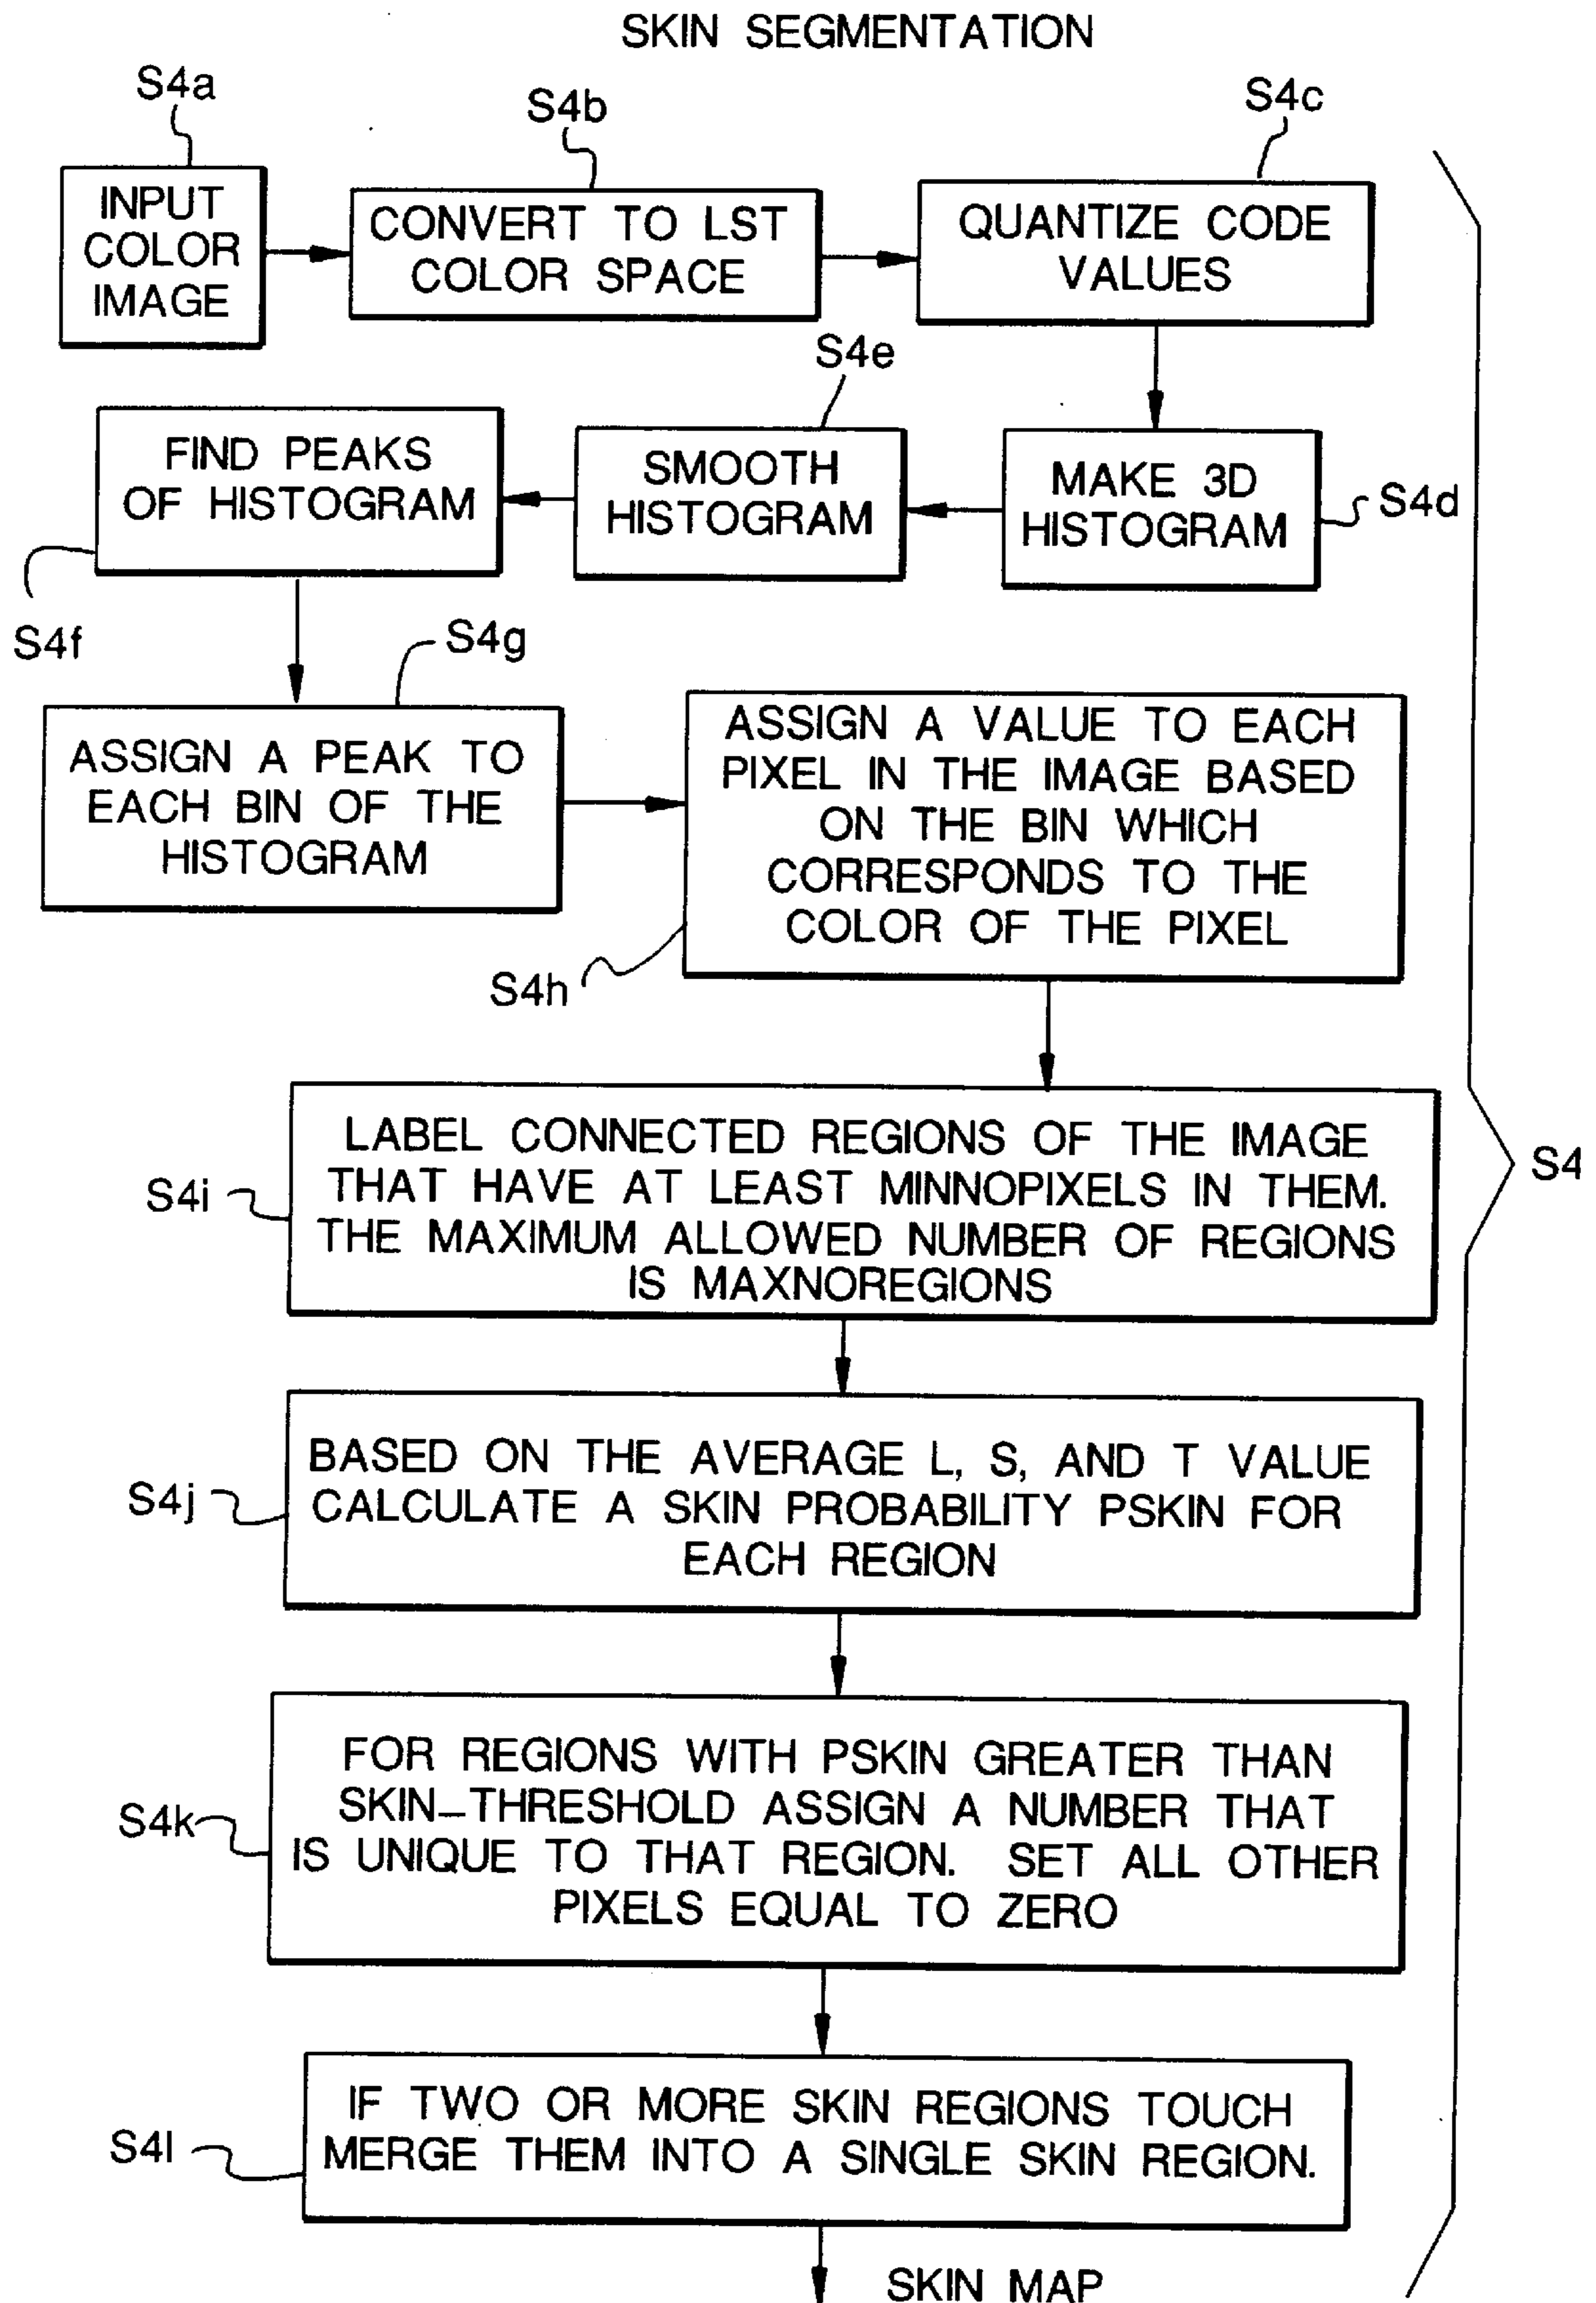 SKIN SEGMENTATION
S4a
S4b
S4c
INPUT
COLOR
IMAGE
CONVERT TO LST
COLOR SPACE
QUANTIZE CODE
VALUES
S4e
FIND PEAKS
OF HISTOGRAM
SMOOTH
HISTOGRAM
MAKE 3D
HISTOGRAM
S4d
S4f
S4g
ASSIGN A PEAK TO
EACH BIN OF THE
HISTOGRAM
ASSIGN A VALUE TO EACH
PIXEL IN THE IMAGE BASED
ON THE BIN WHICH
CORRESPONDS TO THE
COLOR OF THE PIXEL
S4h
LABEL CONNECTED REGIONS OF THE IMAGE
THAT HAVE AT LEAST MINNOPIXELS IN THEM.
THE MAXIMUM ALLOWED NUMBER OF REGIONS
IS MAXNOREGIONS
S4i
S4
BASED ON THE AVERAGE L, S, AND T VALUE
CALCULATE A SKIN PROBABILITY PSKIN FOR
EACH REGION
S4j
FOR REGIONS WITH PSKIN GREATER THAN
SKIN-THRESHOLD ASSIGN A NUMBER THAT
IS UNIQUE TO THAT REGION. SET ALL OTHER
PIXELS EQUAL TO ZERO
S4k
IF TWO OR MORE SKIN REGIONS TOUCH
MERGE THEM INTO A SINGLE SKIN REGION.
S4l
SKIN MAP